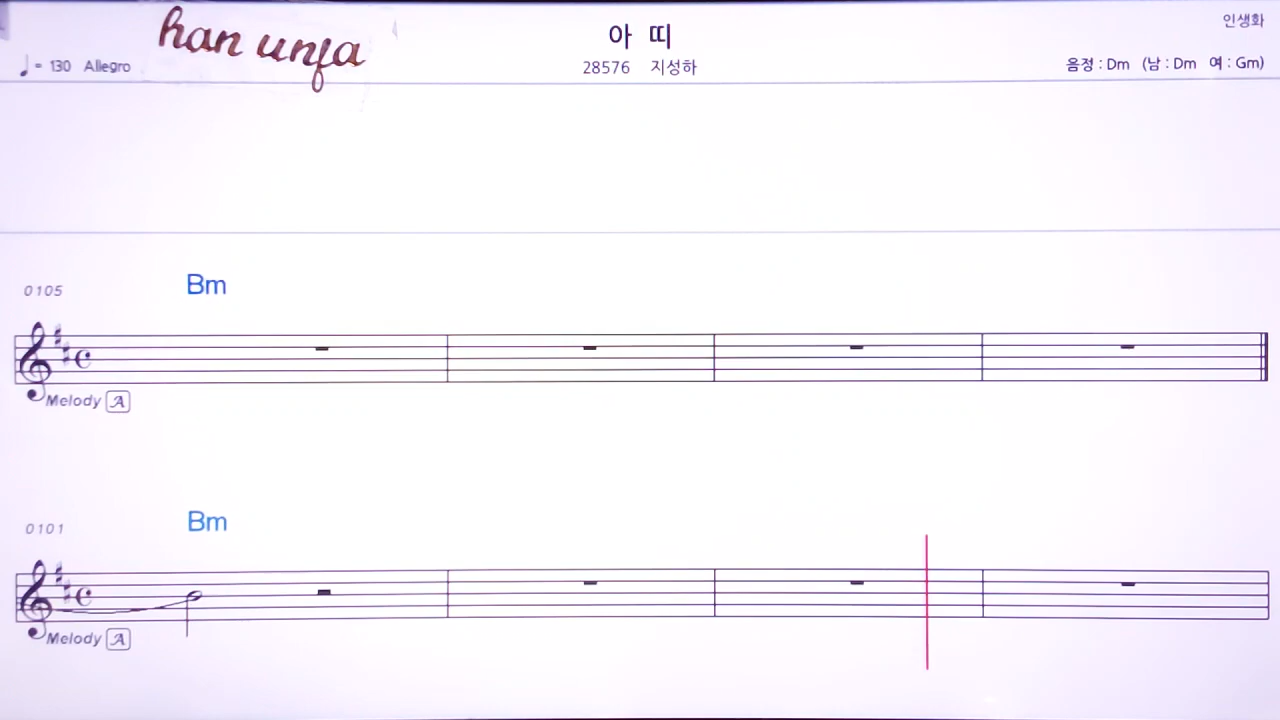 han unfa
아 띠
인생화
♩= 130 Allegro
28576 지성하
음정 : Dm (남 : Dm 여 : Gm)
0105
Bm
Melody A
0101
Bm
Melody A